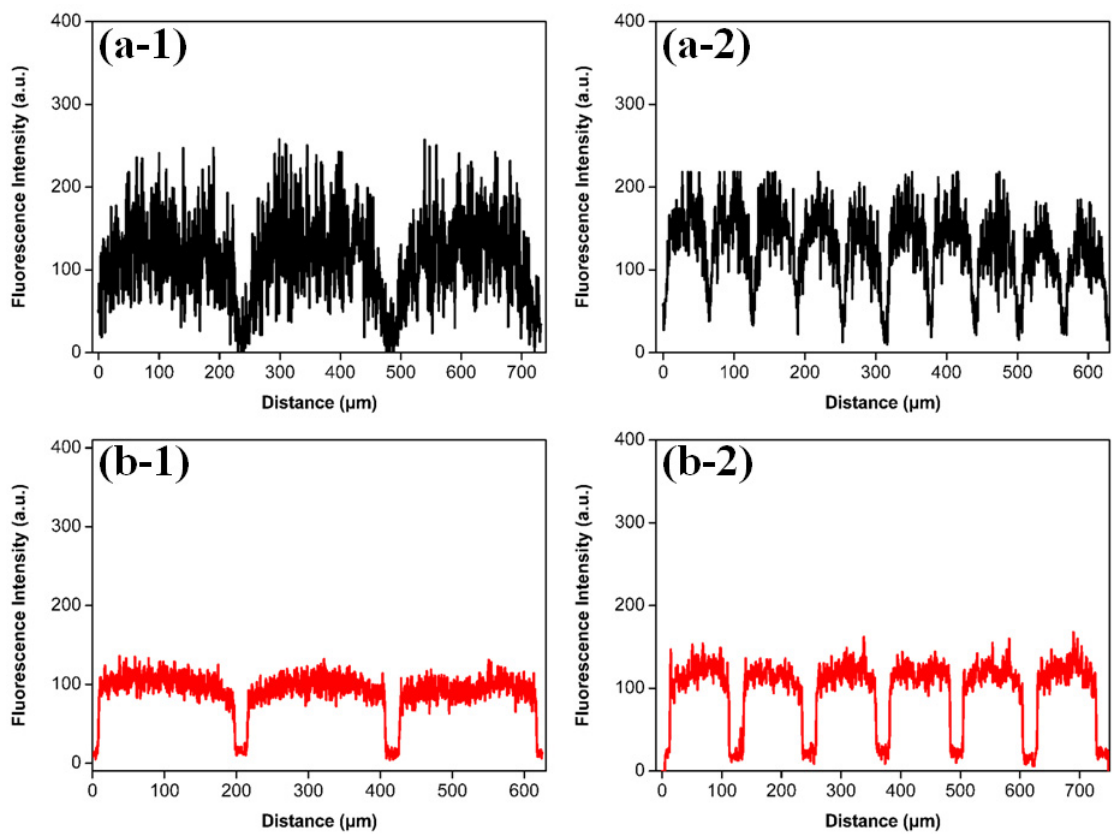 (a-1)
Fluorescence Intensity (a.u.)
400
300
200
100
0
0 100 200 300 400 500 600 700
Distance (µm)
(a-2)
Fluorescence Intensity (a.u.)
400
300
200
100
0
0 100 200 300 400 500 600
Distance (µm)
(b-1)
Fluorescence Intensity (a.u.)
400
300
200
100
0
0 100 200 300 400 500 600
Distance (µm)
(b-2)
Fluorescence Intensity (a.u.)
400
300
200
100
0
0 100 200 300 400 500 600 700
Distance (µm)